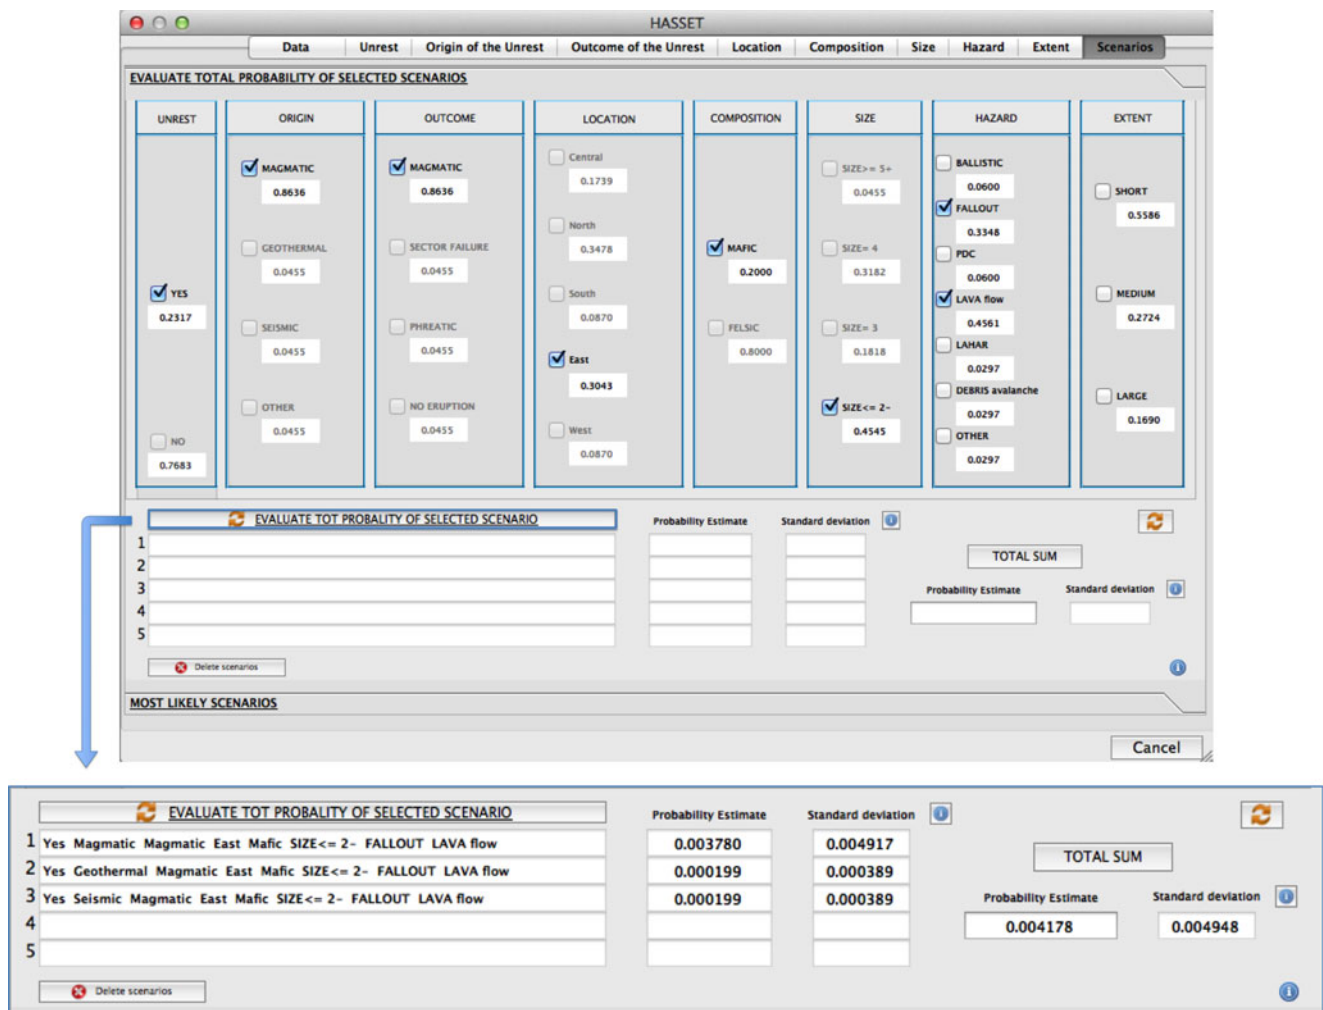 HASSET
Data Unrest Origin of the Unrest Outcome of the Unrest Location Composition Size Hazard Extent Scenarios
EVALUATE TOTAL PROBABILITY OF SELECTED SCENARIOS
UNREST
YES
0.2317
NO
0.7683
ORIGIN
MAGMATIC
0.8636
GEOTHERMAL
0.0455
SEISMIC
0.0455
OTHER
0.0455
OUTCOME
MAGMATIC
0.8636
SECTOR FAILURE
0.0455
PHREATIC
0.0455
NO ERUPTION
0.0455
LOCATION
Central
0.1739
North
0.3478
South
0.0870
East
0.3043
West
0.0870
COMPOSITION
MAFIC
0.2000
FELSIC
0.8000
SIZE
SIZE>= 5+
0.0455
SIZE= 4
0.3182
SIZE= 3
0.1818
SIZE<= 2-
0.4545
HAZARD
BALLISTIC
0.0600
FALLOUT
0.3348
PDC
0.0600
LAVA flow
0.4561
LAHAR
0.0297
DEBRIS avalanche
0.0297
OTHER
0.0297
EXTENT
SHORT
0.5586
MEDIUM
0.2724
LARGE
0.1690
EVALUATE TOT PROBALITY OF SELECTED SCENARIO Probability Estimate Standard deviation
1
2
3
4
5
TOTAL SUM
Probability Estimate Standard deviation
Delete scenarios
MOST LIKELY SCENARIOS
Cancel
EVALUATE TOT PROBALITY OF SELECTED SCENARIO Probability Estimate Standard deviation
1 Yes Magmatic Magmatic East Mafic SIZE<= 2- FALLOUT LAVA flow 0.003780 0.004917
2 Yes Geothermal Magmatic East Mafic SIZE<= 2- FALLOUT LAVA flow 0.000199 0.000389
3 Yes Seismic Magmatic East Mafic SIZE<= 2- FALLOUT LAVA flow 0.000199 0.000389
4
5
TOTAL SUM
Probability Estimate Standard deviation
0.004178 0.004948
Delete scenarios